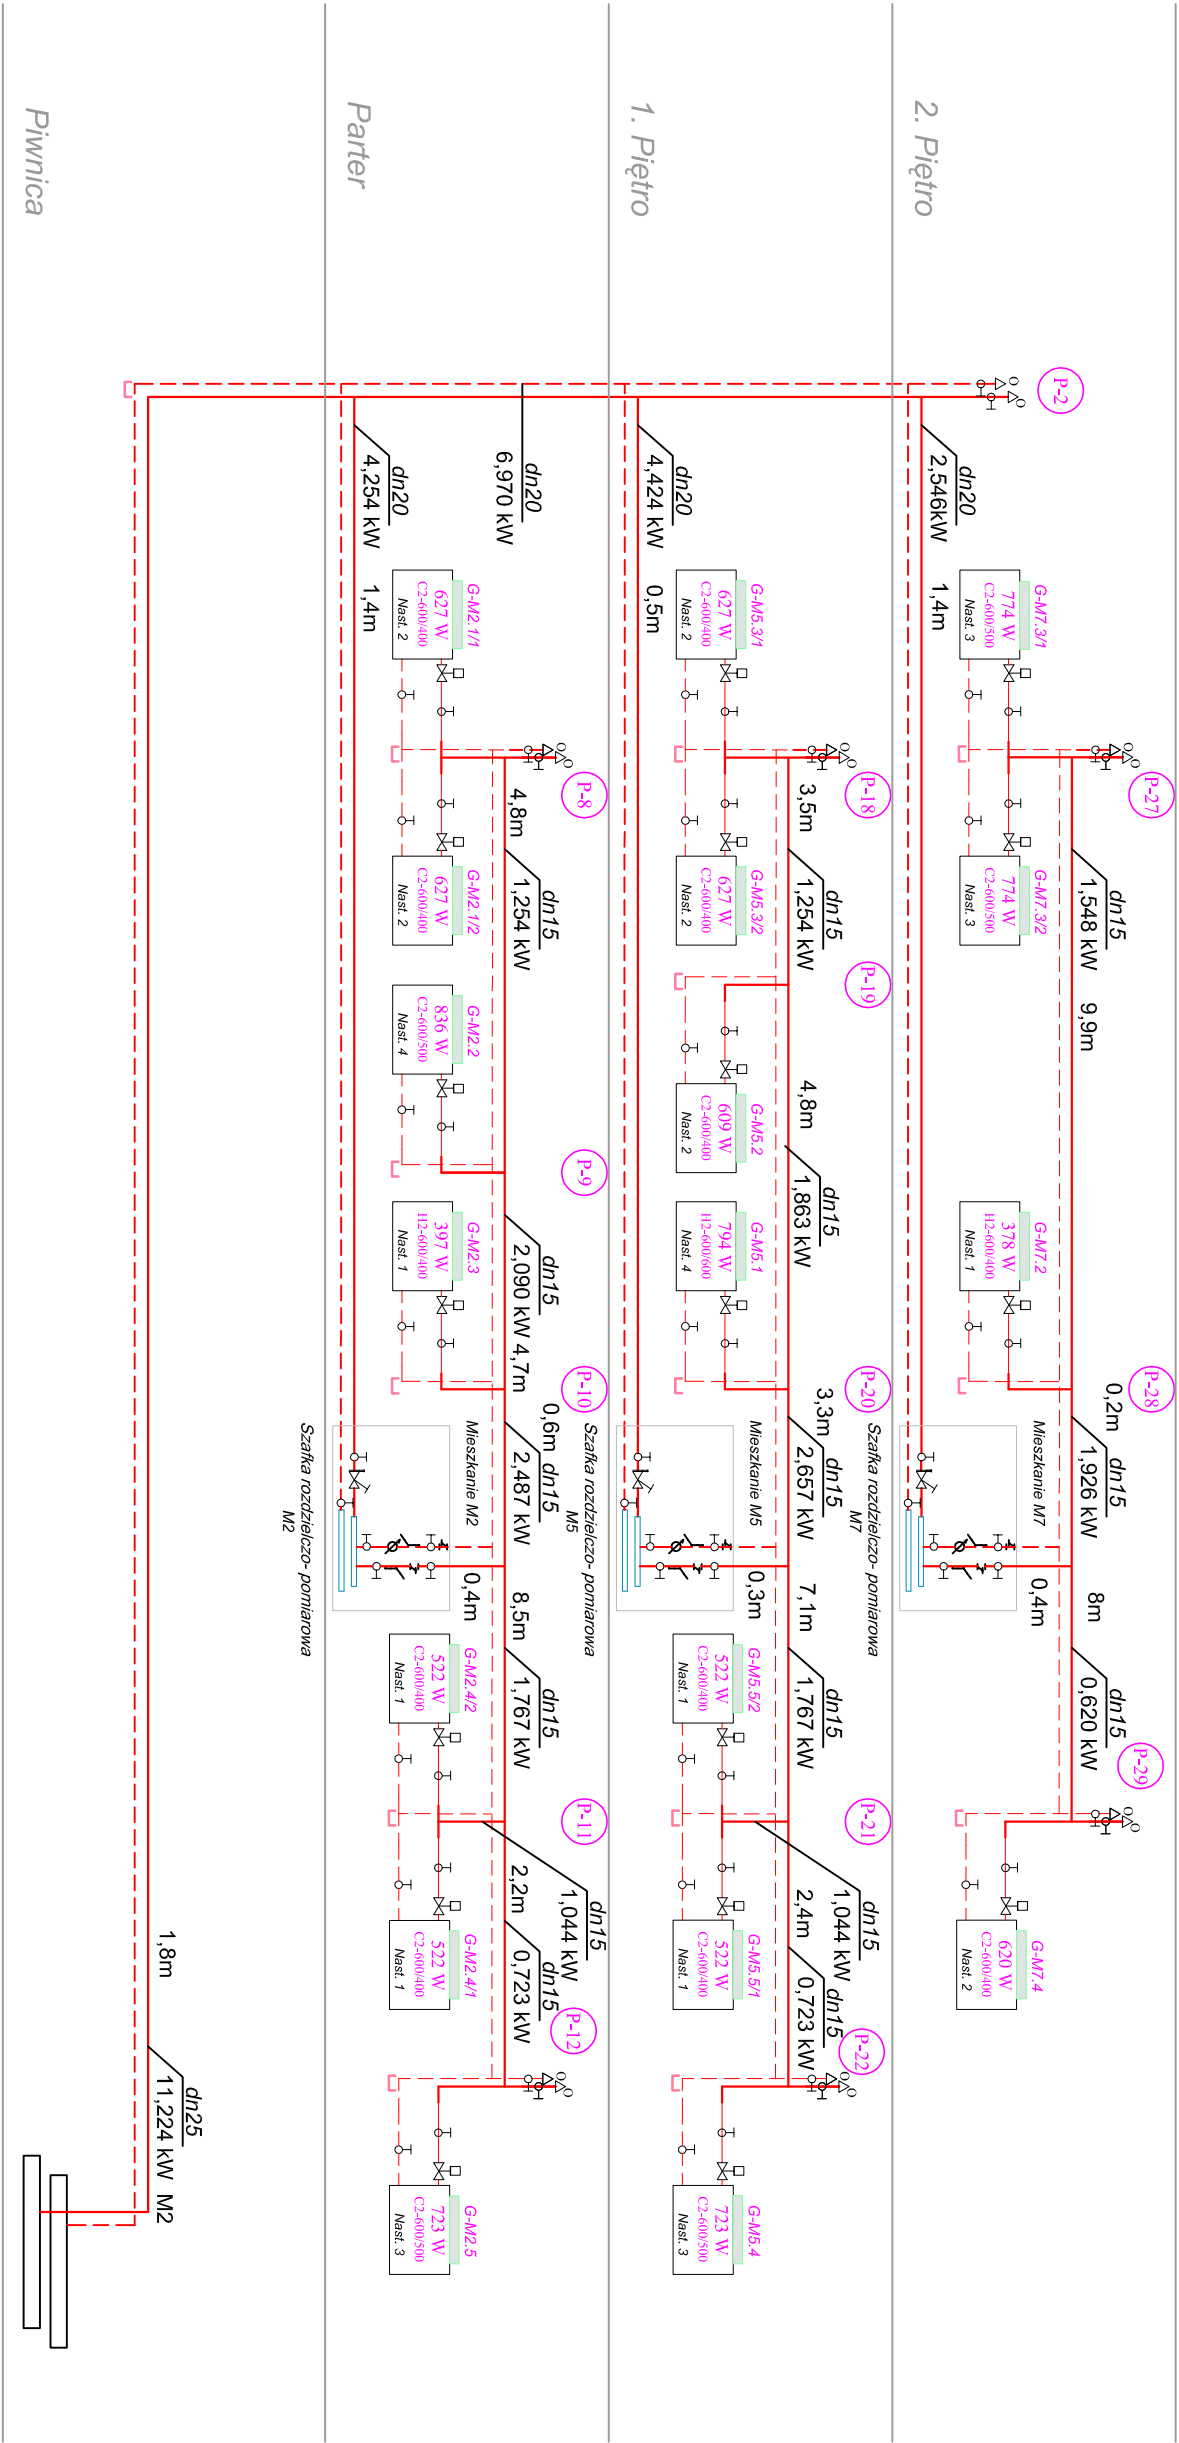 2. Piętro
P-2
dn20
2,546kW
1,4m
G-M7.3/1
774 W
C2-600/500
Nast. 3
P-27
G-M7.3/2
774 W
C2-600/500
Nast. 3
dn15
1,548 kW
9,9m
G-M7.2
378 W
H2-600/400
Nast. 1
P-28
0,2m
dn15
1,926 kW
Mieszkanie M7
0,4m
8m
dn15
0,620 kW
P-29
G-M7.4
620 W
C2-600/400
Nast. 2
Szafka rozdzielczo- pomiarowa
M7
1. Piętro
dn20
4,424 kW
0,5m
G-M5.3/1
627 W
C2-600/400
Nast. 2
P-18
3,5m
G-M5.3/2
627 W
C2-600/400
Nast. 2
dn15
1,254 kW
P-19
4,8m
G-M5.2
609 W
C2-600/400
Nast. 2
dn15
1,863 kW
G-M5.1
794 W
H2-600/600
Nast. 4
P-20
3,3m
dn15
2,657 kW
Mieszkanie M5
0,3m
7,1m
G-M5.5/2
522 W
C2-600/400
Nast. 1
dn15
1,767 kW
P-21
dn15
1,044 kW
2,4m
G-M5.5/1
522 W
C2-600/400
Nast. 1
dn15
0,723 kW
P-22
G-M5.4
723 W
C2-600/500
Nast. 3
Szafka rozdzielczo- pomiarowa
M5
Parter
dn20
6,970 kW
dn20
4,254 kW
1,4m
G-M2.1/1
627 W
C2-600/400
Nast. 2
P-8
4,8m
G-M2.1/2
627 W
C2-600/400
Nast. 2
dn15
1,254 kW
G-M2.2
836 W
C2-600/500
Nast. 4
P-9
G-M2.3
397 W
H2-600/400
Nast. 1
dn15
2,090 kW 4,7m
P-10
0,6m dn15
2,487 kW
Mieszkanie M2
0,4m
8,5m
G-M2.4/2
522 W
C2-600/400
Nast. 1
dn15
1,767 kW
P-11
dn15
1,044 kW
2,2m
G-M2.4/1
522 W
C2-600/400
Nast. 1
dn15
0,723 kW
P-12
G-M2.5
723 W
C2-600/500
Nast. 3
Szafka rozdzielczo- pomiarowa
M2
Piwnica
1,8m
dn25
11,224 kW M2